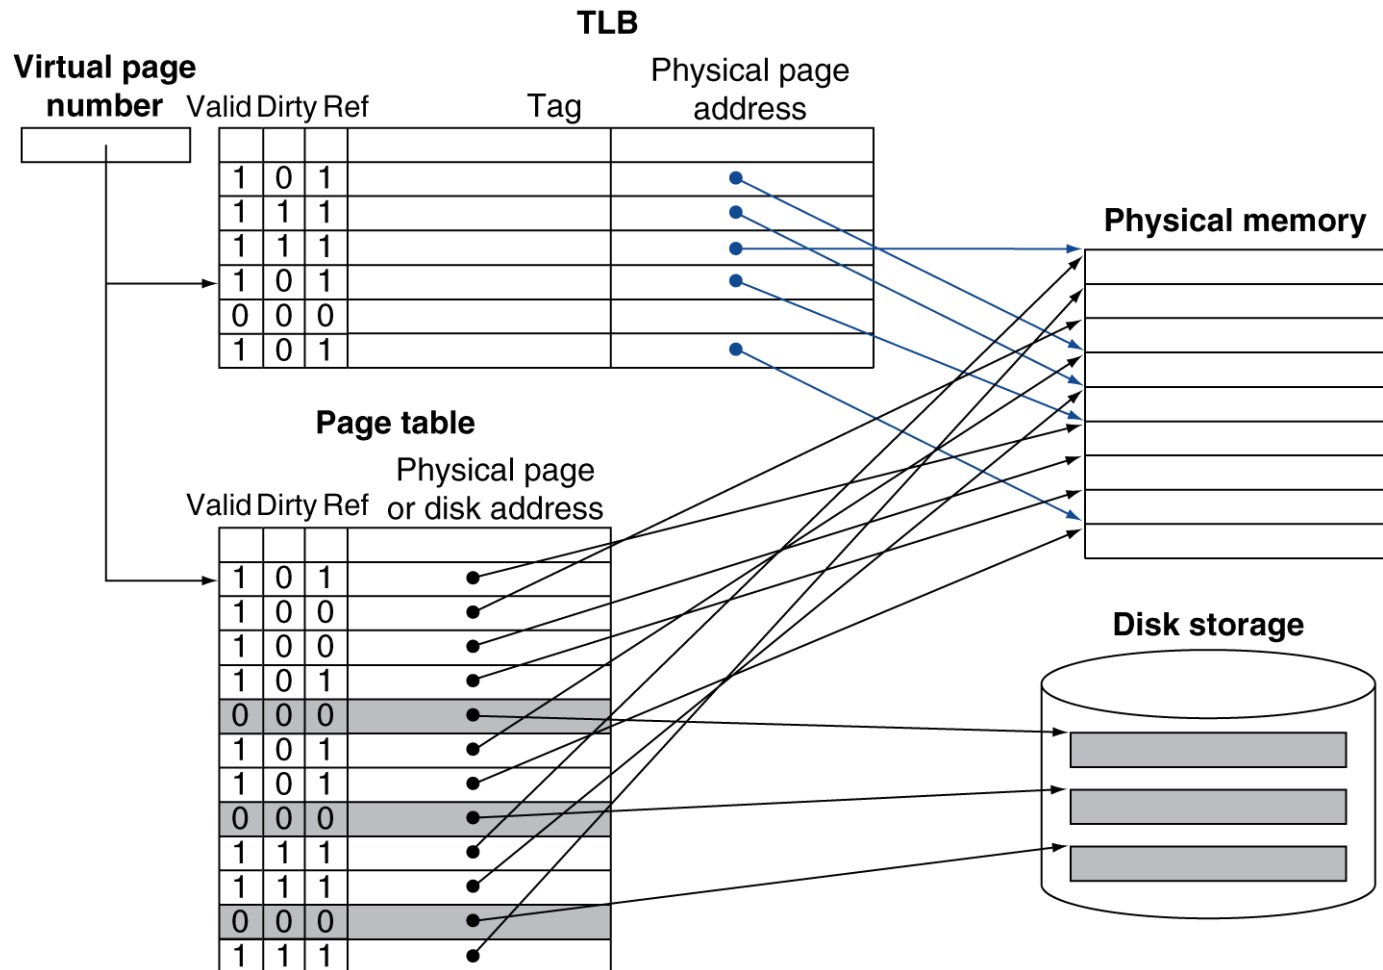 TLB
Virtual page
number
Valid Dirty Ref
Tag
Physical page
address
1 0 1
1 1 1
1 1 1
1 0 1
0 0 0
1 0 1
Physical memory
Page table
Valid Dirty Ref
Physical page
or disk address
1 0 1
1 0 0
1 0 0
1 0 1
0 0 0
1 0 1
1 0 1
0 0 0
1 1 1
1 1 1
0 0 0
1 1 1
Disk storage